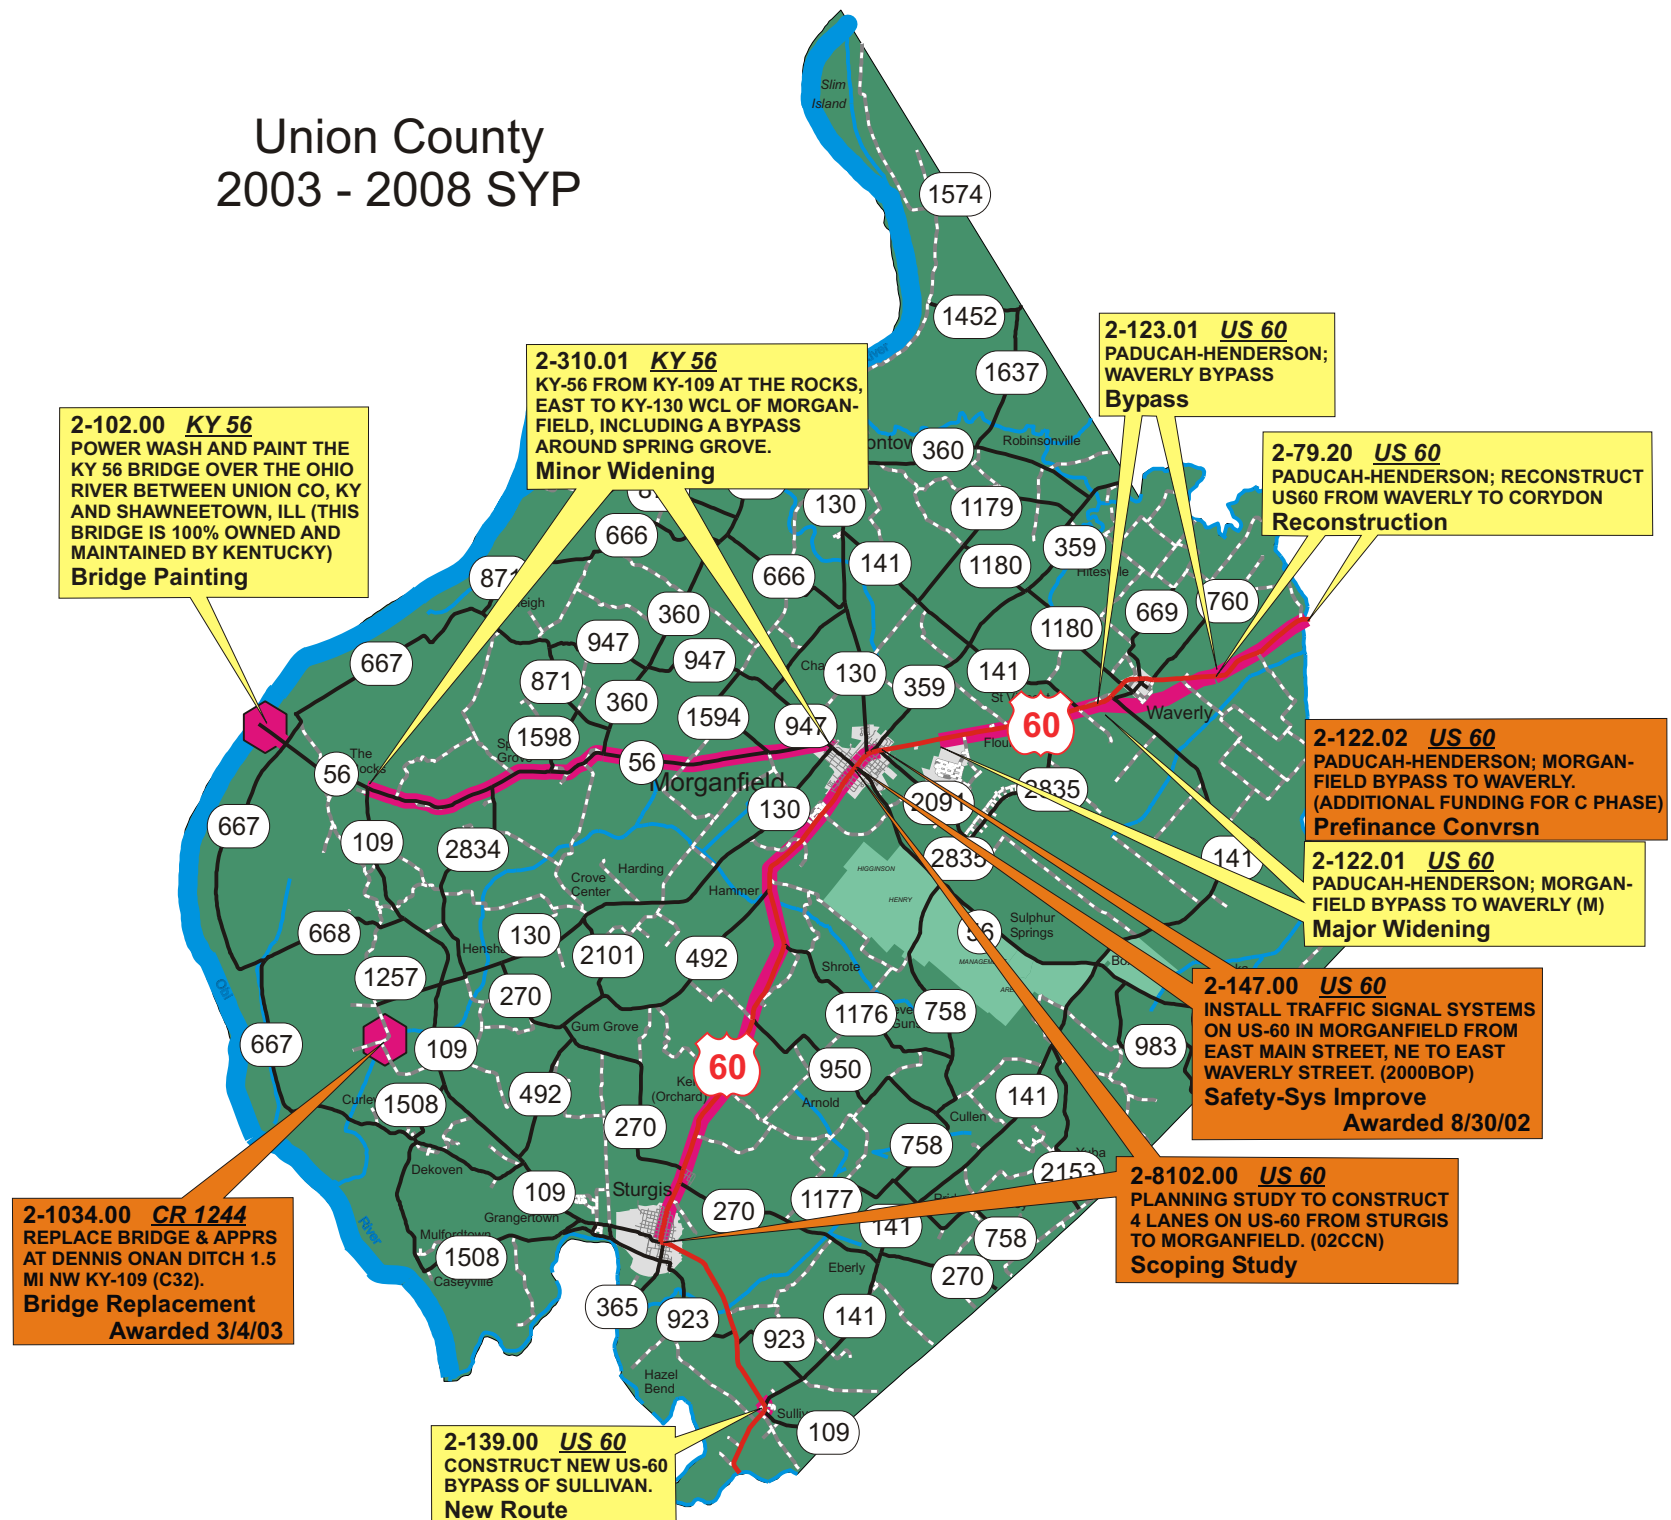 Union County
2003 - 2008 SYP
Slim
Island
1574
1452
1637
2-123.01 US 60
PADUCAH-HENDERSON;
WAVERLY BYPASS
Bypass
2-310.01 KY 56
KY-56 FROM KY-109 AT THE ROCKS,
EAST TO KY-130 WCL OF MORGAN-
FIELD, INCLUDING A BYPASS
AROUND SPRING GROVE.
Minor Widening
2-102.00 KY 56
POWER WASH AND PAINT THE
KY 56 BRIDGE OVER THE OHIO
RIVER BETWEEN UNION CO, KY
AND SHAWNEETOWN, ILL (THIS
BRIDGE IS 100% OWNED AND
MAINTAINED BY KENTUCKY)
Bridge Painting
2-79.20 US 60
PADUCAH-HENDERSON; RECONSTRUCT
US60 FROM WAVERLY TO CORYDON
Reconstruction
360
Robinsonville
130
1179
666
359
871
666
141
1180
Hitesville
360
669
760
947
1180
667
947
130
141
871
359
360
1594
947
60
Waverly
1598
The
56
56
Morganfield
2-122.02 US 60
PADUCAH-HENDERSON; MORGAN-
FIELD BYPASS TO WAVERLY.
(ADDITIONAL FUNDING FOR C PHASE)
Prefinance Convrsn
130
2091
2835
667
109
2834
2835
141
2-122.01 US 60
PADUCAH-HENDERSON; MORGAN-
FIELD BYPASS TO WAVERLY (M)
Major Widening
Harding
Crove
Center
Hammer
HIGGINSON
HENRY
Sulphur
Springs
56
668
130
2101
492
MANAGEMENT
AREA
Shrote
1257
270
1176
758
2-147.00 US 60
INSTALL TRAFFIC SIGNAL SYSTEMS
ON US-60 IN MORGANFIELD FROM
EAST MAIN STREET, NE TO EAST
WAVERLY STREET. (2000BOP)
Safety-Sys Improve
Awarded 8/30/02
Gum Grove
667
109
983
60
950
(Orchard)
492
1508
270
Arnold
Cullen
141
758
Dekoven
2153
2-8102.00 US 60
PLANNING STUDY TO CONSTRUCT
4 LANES ON US-60 FROM STURGIS
TO MORGANFIELD. (02CCN)
Scoping Study
109
Sturgis
1177
270
Grangertown
141
2-1034.00 CR 1244
REPLACE BRIDGE & APPRS
AT DENNIS ONAN DITCH 1.5
MI NW KY-109 (C32).
Bridge Replacement
Awarded 3/4/03
River
Mulfordtown
1508
Caseyville
758
Eberly
270
365
923
141
923
Hazel
Bend
109
2-139.00 US 60
CONSTRUCT NEW US-60
BYPASS OF SULLIVAN.
New Route